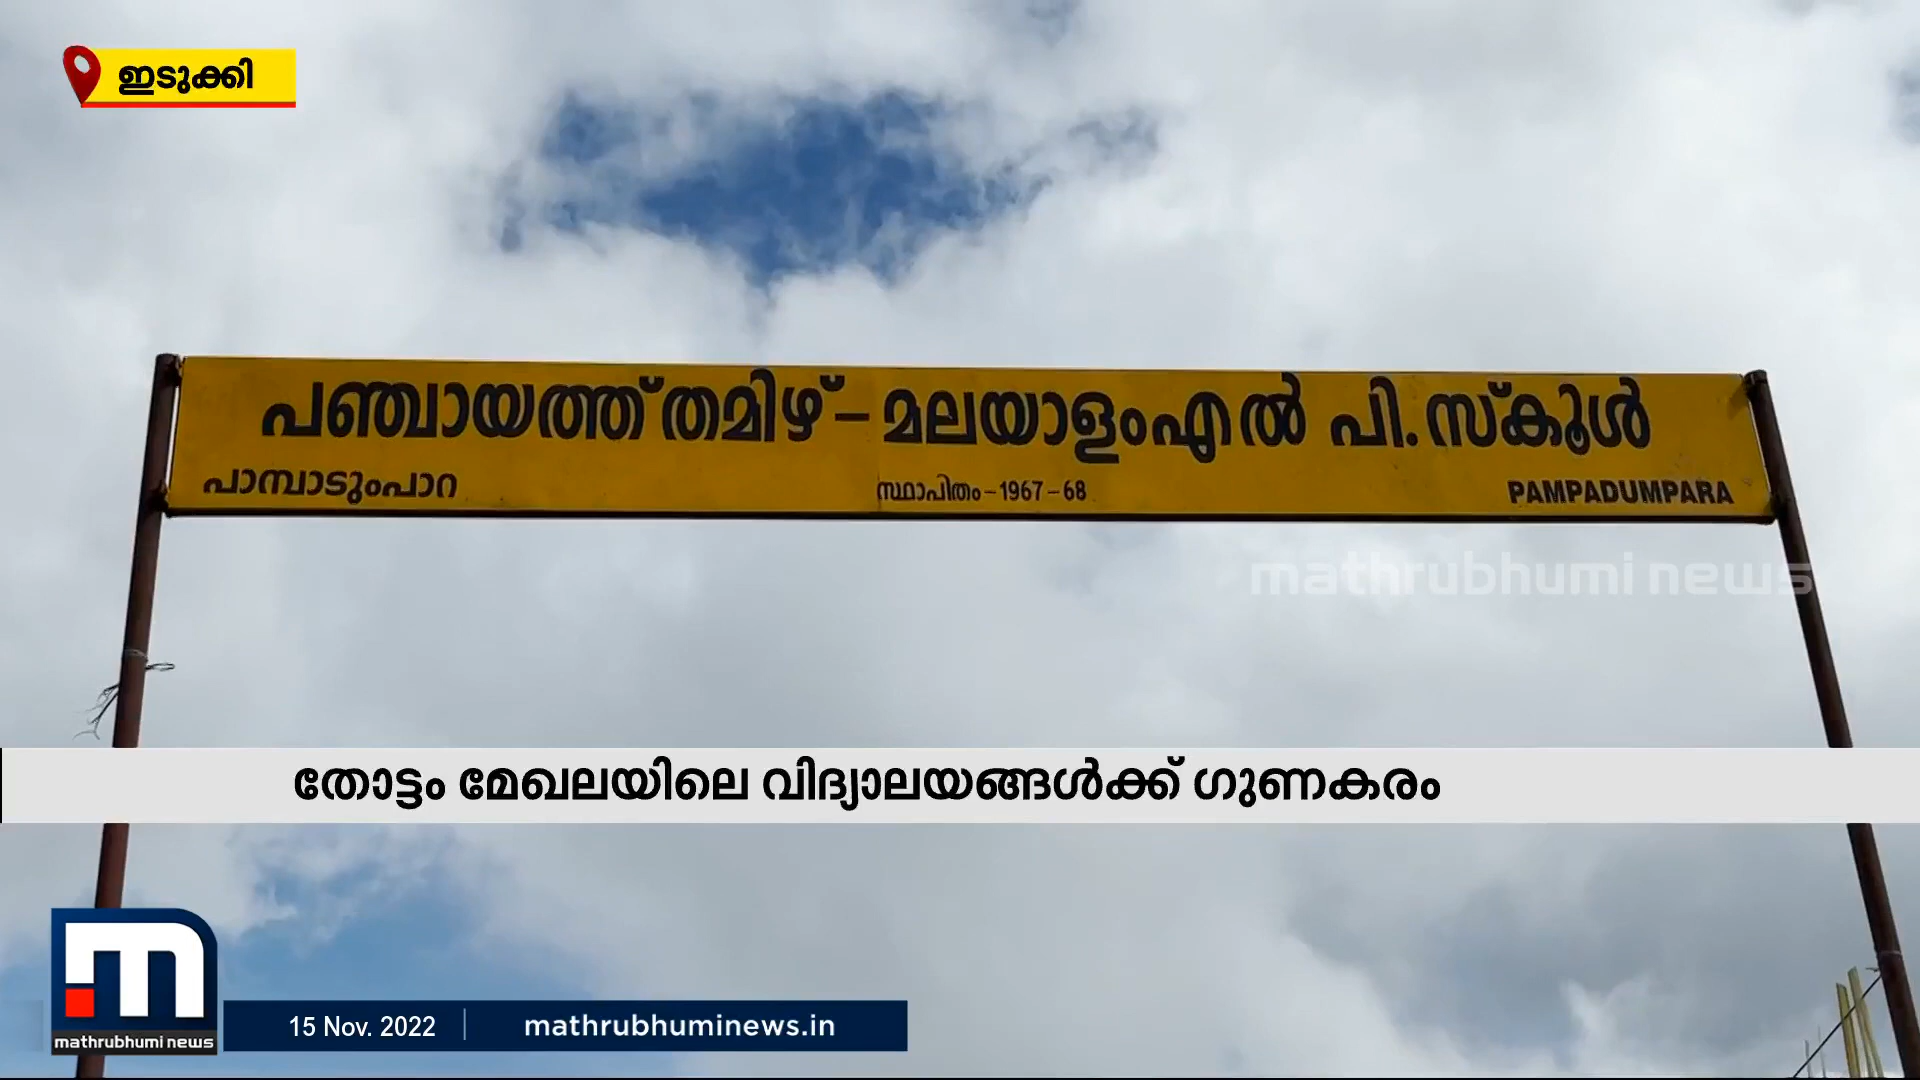 ഇടുക്കി
പഞ്ചായത്ത് തമിഴ് – മലയാളം എൽ പി. സ്കൂൾ
പാമ്പാടുംപാറ
സ്ഥാപിതം – 1967 – 68
PAMPADUMPARA
mathrubhumi news
തോട്ടം മേഖലയിലെ വിദ്യാലയങ്ങൾക്ക് ഗുണകരം
mathrubhumi news
15 Nov. 2022
mathrubhuminews.in